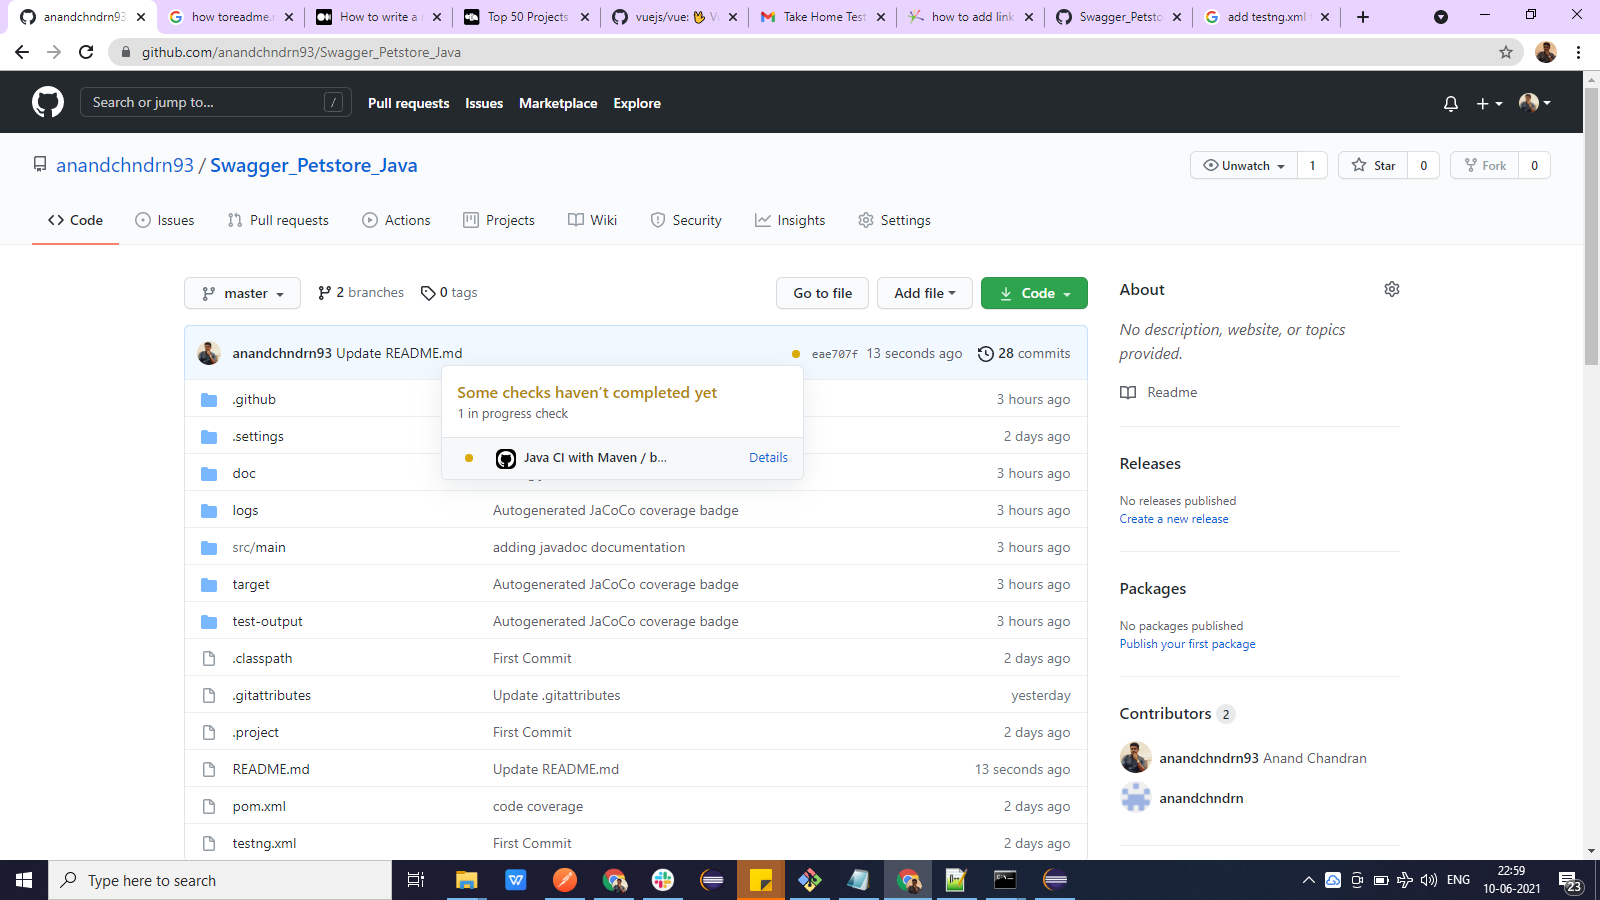 anandchndrn93
how toreadme.m
How to write a r
Top 50 Projects
vuejs/vue: 🖖 V
Take Home Test
how to add link
Swagger_Petsto
add testng.xml
github.com/anandchndrn93/Swagger_Petstore_Java
Search or jump to...
/
Pull requests
Issues
Marketplace
Explore
anandchndrn93 / Swagger_Petstore_Java
Unwatch 1
Star 0
Fork 0
Code
Issues
Pull requests
Actions
Projects
Wiki
Security
Insights
Settings
master
2 branches
0 tags
Go to file
Add file
Code
anandchndrn93 Update README.md
eae707f 13 seconds ago
28 commits
Some checks haven't completed yet
1 in progress check
Java CI with Maven / b...
Details
.github 3 hours ago
.settings 2 days ago
doc 3 hours ago
logs Autogenerated JaCoCo coverage badge 3 hours ago
src/main adding javadoc documentation 3 hours ago
target Autogenerated JaCoCo coverage badge 3 hours ago
test-output Autogenerated JaCoCo coverage badge 3 hours ago
.classpath First Commit 2 days ago
.gitattributes Update .gitattributes yesterday
.project First Commit 2 days ago
README.md Update README.md 13 seconds ago
pom.xml code coverage 2 days ago
testng.xml First Commit 2 days ago
About
No description, website, or topics
provided.
Readme
Releases
No releases published
Create a new release
Packages
No packages published
Publish your first package
Contributors 2
anandchndrn93 Anand Chandran
anandchndrn
Type here to search
ENG
22:59
10-06-2021
23